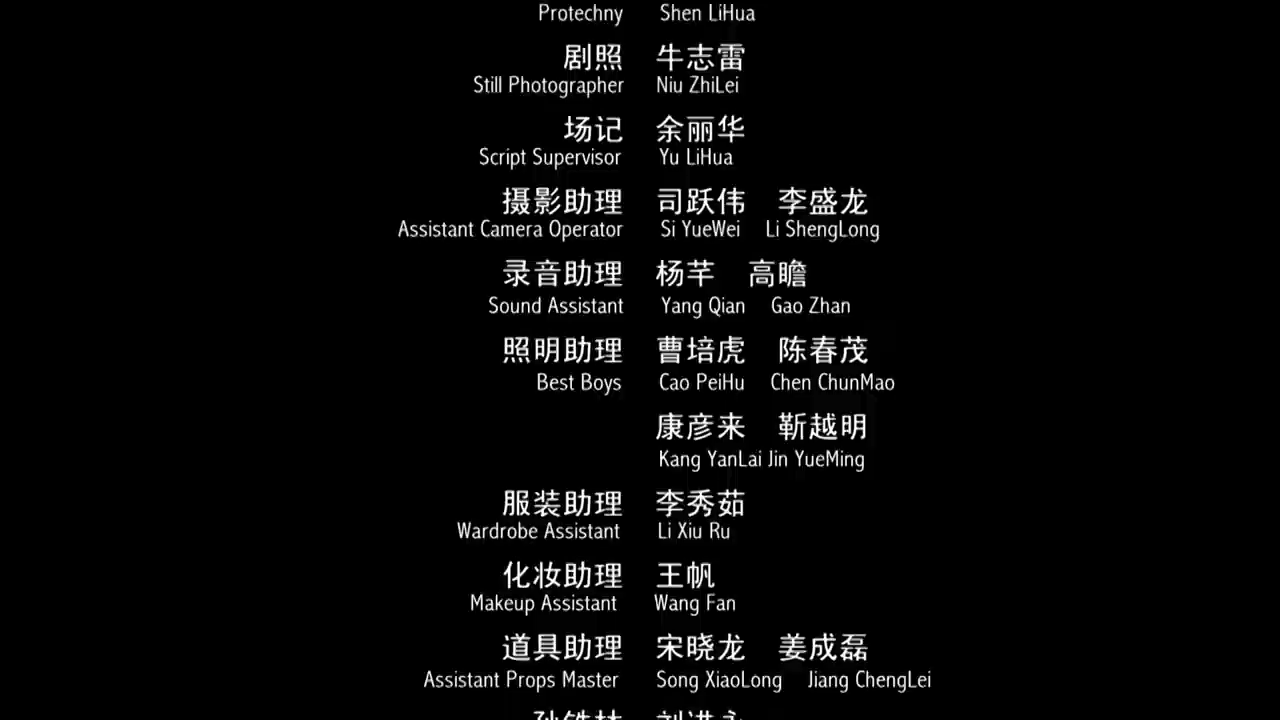 Protechny Shen LiHua
剧照 牛志雷
Still Photographer Niu ZhiLei
场记 余丽华
Script Supervisor Yu LiHua
摄影助理 司跃伟 李盛龙
Assistant Camera Operator Si YueWei Li ShengLong
录音助理 杨芊 高瞻
Sound Assistant Yang Qian Gao Zhan
照明助理 曹培虎 陈春茂
Best Boys Cao PeiHu Chen ChunMao
康彦来 靳越明
Kang YanLai Jin YueMing
服装助理 李秀茹
Wardrobe Assistant Li Xiu Ru
化妆助理 王帆
Makeup Assistant Wang Fan
道具助理 宋晓龙 姜成磊
Assistant Props Master Song XiaoLong Jiang ChengLei